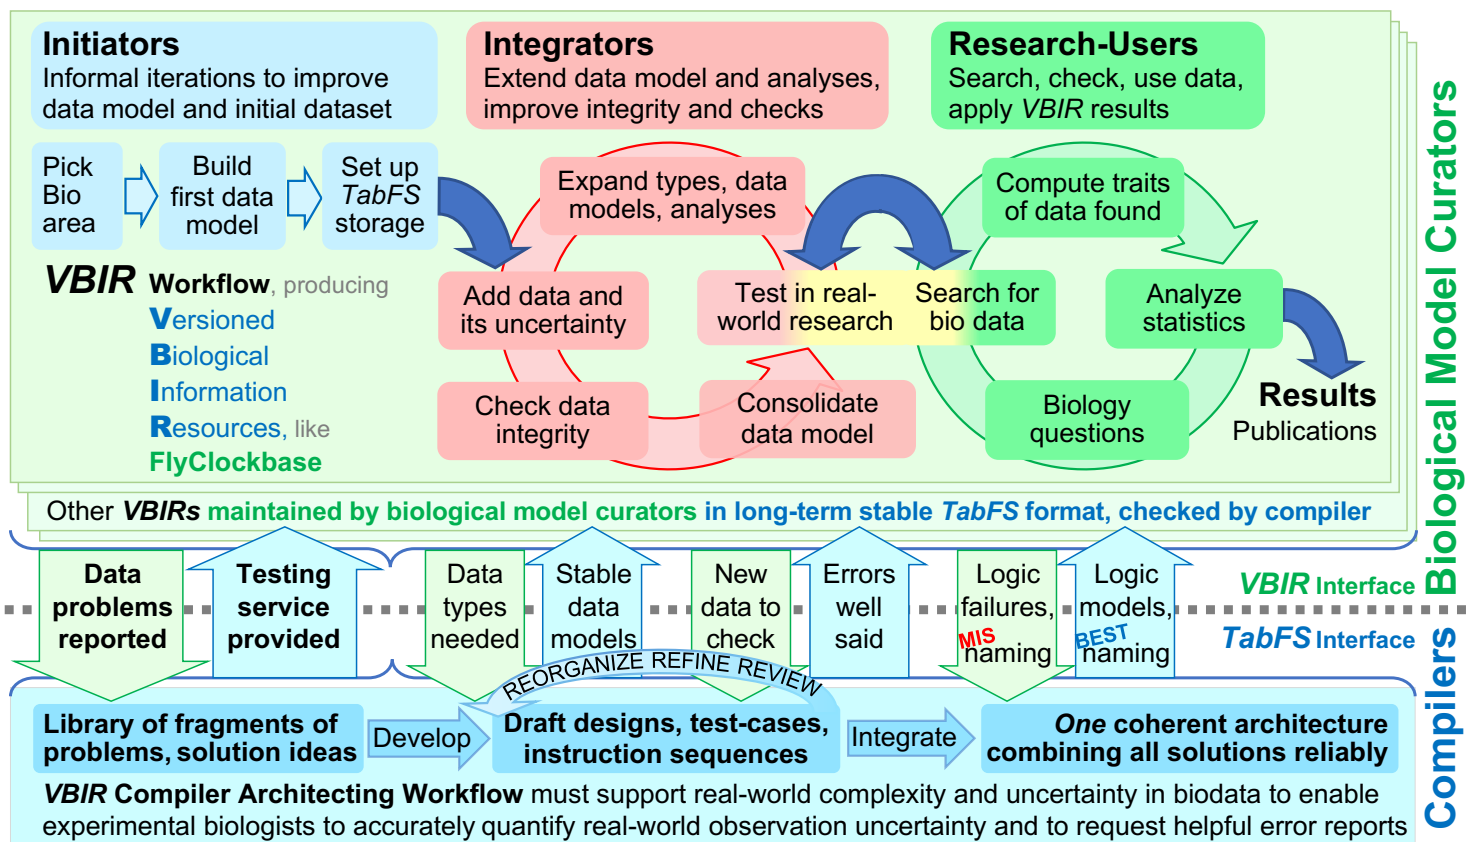 Initiators
Informal iterations to improve
data model and initial dataset
Integrators
Extend data model and analyses,
improve integrity and checks
Research-Users
Search, check, use data,
apply VBIR results
Pick
Bio
area
Build
first data
model
Set up
TabFS
storage
Expand types, data
models, analyses
Compute traits
of data found
VBIR Workflow, producing
Versioned
Biological
Information
Resources, like
FlyClockbase
Add data and
its uncertainty
Test in real-
world research
Search for
bio data
Analyze
statistics
Check data
integrity
Consolidate
data model
Biology
questions
Results
Publications
Other VBIRs maintained by biological model curators in long-term stable TabFS format, checked by compiler
Biological Model Curators
Data
problems
reported
Testing
service
provided
Data
types
needed
Stable
data
models
New
data to
check
Errors
well
said
Logic
failures,
MIS
naming
Logic
models,
BEST
naming
VBIR Interface
TabFS Interface
REORGANIZE REFINE REVIEW
Library of fragments of
problems, solution ideas
Develop
Draft designs, test-cases,
instruction sequences
Integrate
One coherent architecture
combining all solutions reliably
VBIR Compiler Architecting Workflow must support real-world complexity and uncertainty in biodata to enable
experimental biologists to accurately quantify real-world observation uncertainty and to request helpful error reports
Compilers